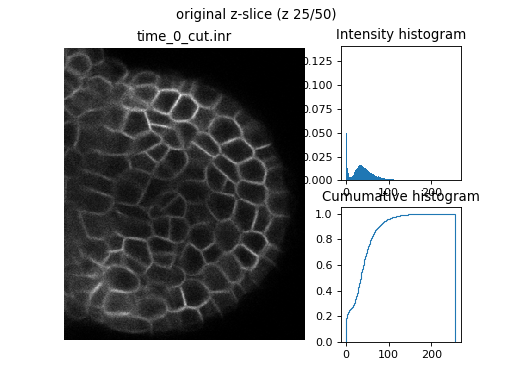 original z-slice (z 25/50)
time_0_cut.inr
Intensity histogram
0.125
0.100
0.075
0.050
0.025
0.000
0 100 200
Cumumative histogram
1.0
0.8
0.6
0.4
0.2
0.0
0 100 200